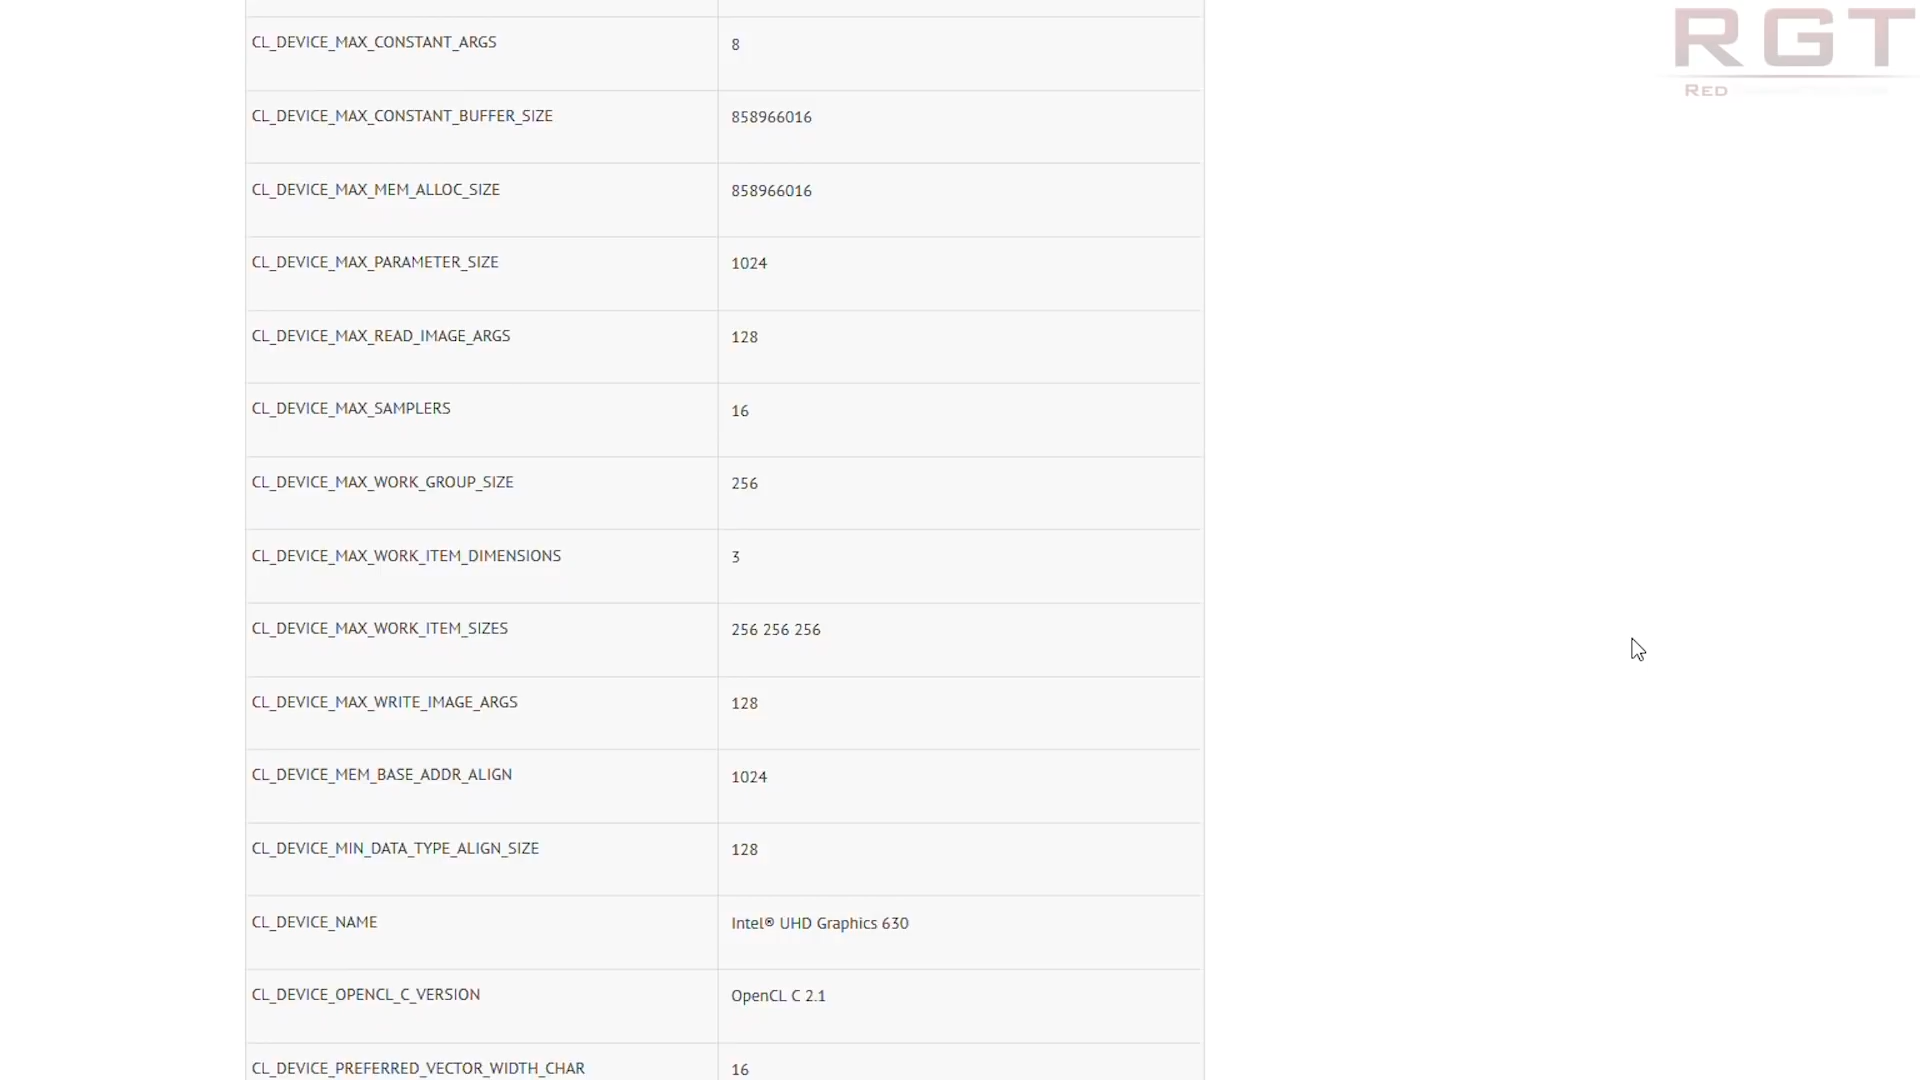 RGT
RED
CL_DEVICE_MAX_CONSTANT_ARGS 8
CL_DEVICE_MAX_CONSTANT_BUFFER_SIZE 858966016
CL_DEVICE_MAX_MEM_ALLOC_SIZE 858966016
CL_DEVICE_MAX_PARAMETER_SIZE 1024
CL_DEVICE_MAX_READ_IMAGE_ARGS 128
CL_DEVICE_MAX_SAMPLERS 16
CL_DEVICE_MAX_WORK_GROUP_SIZE 256
CL_DEVICE_MAX_WORK_ITEM_DIMENSIONS 3
CL_DEVICE_MAX_WORK_ITEM_SIZES 256 256 256
CL_DEVICE_MAX_WRITE_IMAGE_ARGS 128
CL_DEVICE_MEM_BASE_ADDR_ALIGN 1024
CL_DEVICE_MIN_DATA_TYPE_ALIGN_SIZE 128
CL_DEVICE_NAME Intel® UHD Graphics 630
CL_DEVICE_OPENCL_C_VERSION OpenCL C 2.1
CL_DEVICE_PREFERRED_VECTOR_WIDTH_CHAR 16